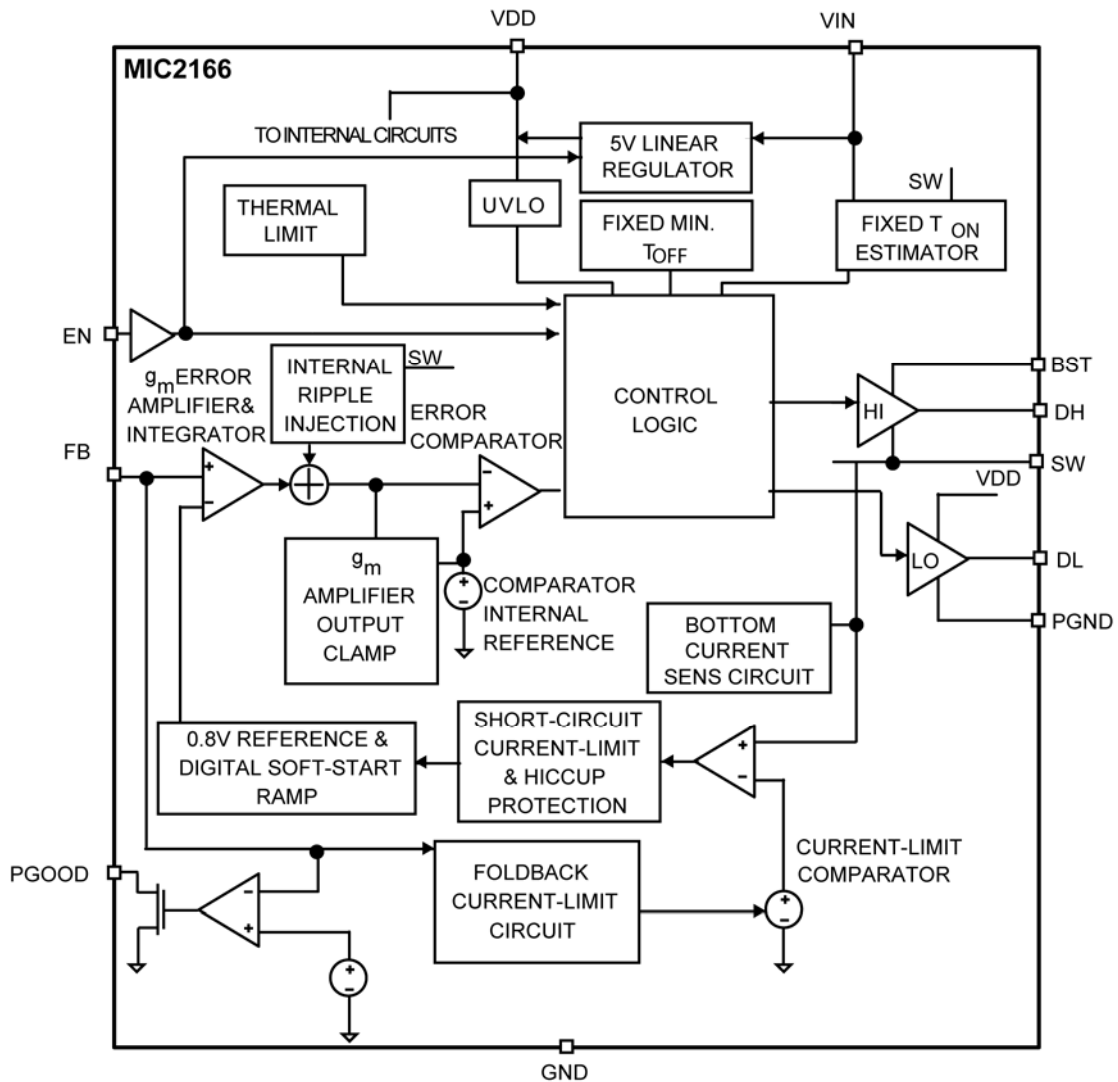 VDD
VIN
MIC2166
TO INTERNAL CIRCUITS
5V LINEAR
REGULATOR
SW
THERMAL
LIMIT
UVLO
FIXED MIN.
TOFF
FIXED T ON
ESTIMATOR
EN
gm ERROR
AMPLIFIER&
INTEGRATOR
INTERNAL
RIPPLE
INJECTION
SW
ERROR
COMPARATOR
CONTROL
LOGIC
HI
BST
DH
SW
FB
+
−
−
+
VDD
LO
DL
PGND
gm
AMPLIFIER
OUTPUT
CLAMP
+
−
COMPARATOR
INTERNAL
REFERENCE
BOTTOM
CURRENT
SENS CIRCUIT
0.8V REFERENCE &
DIGITAL SOFT-START
RAMP
SHORT-CIRCUIT
CURRENT-LIMIT
& HICCUP
PROTECTION
+
−
PGOOD
−
+
+
−
FOLDBACK
CURRENT-LIMIT
CIRCUIT
CURRENT-LIMIT
COMPARATOR
+
−
GND